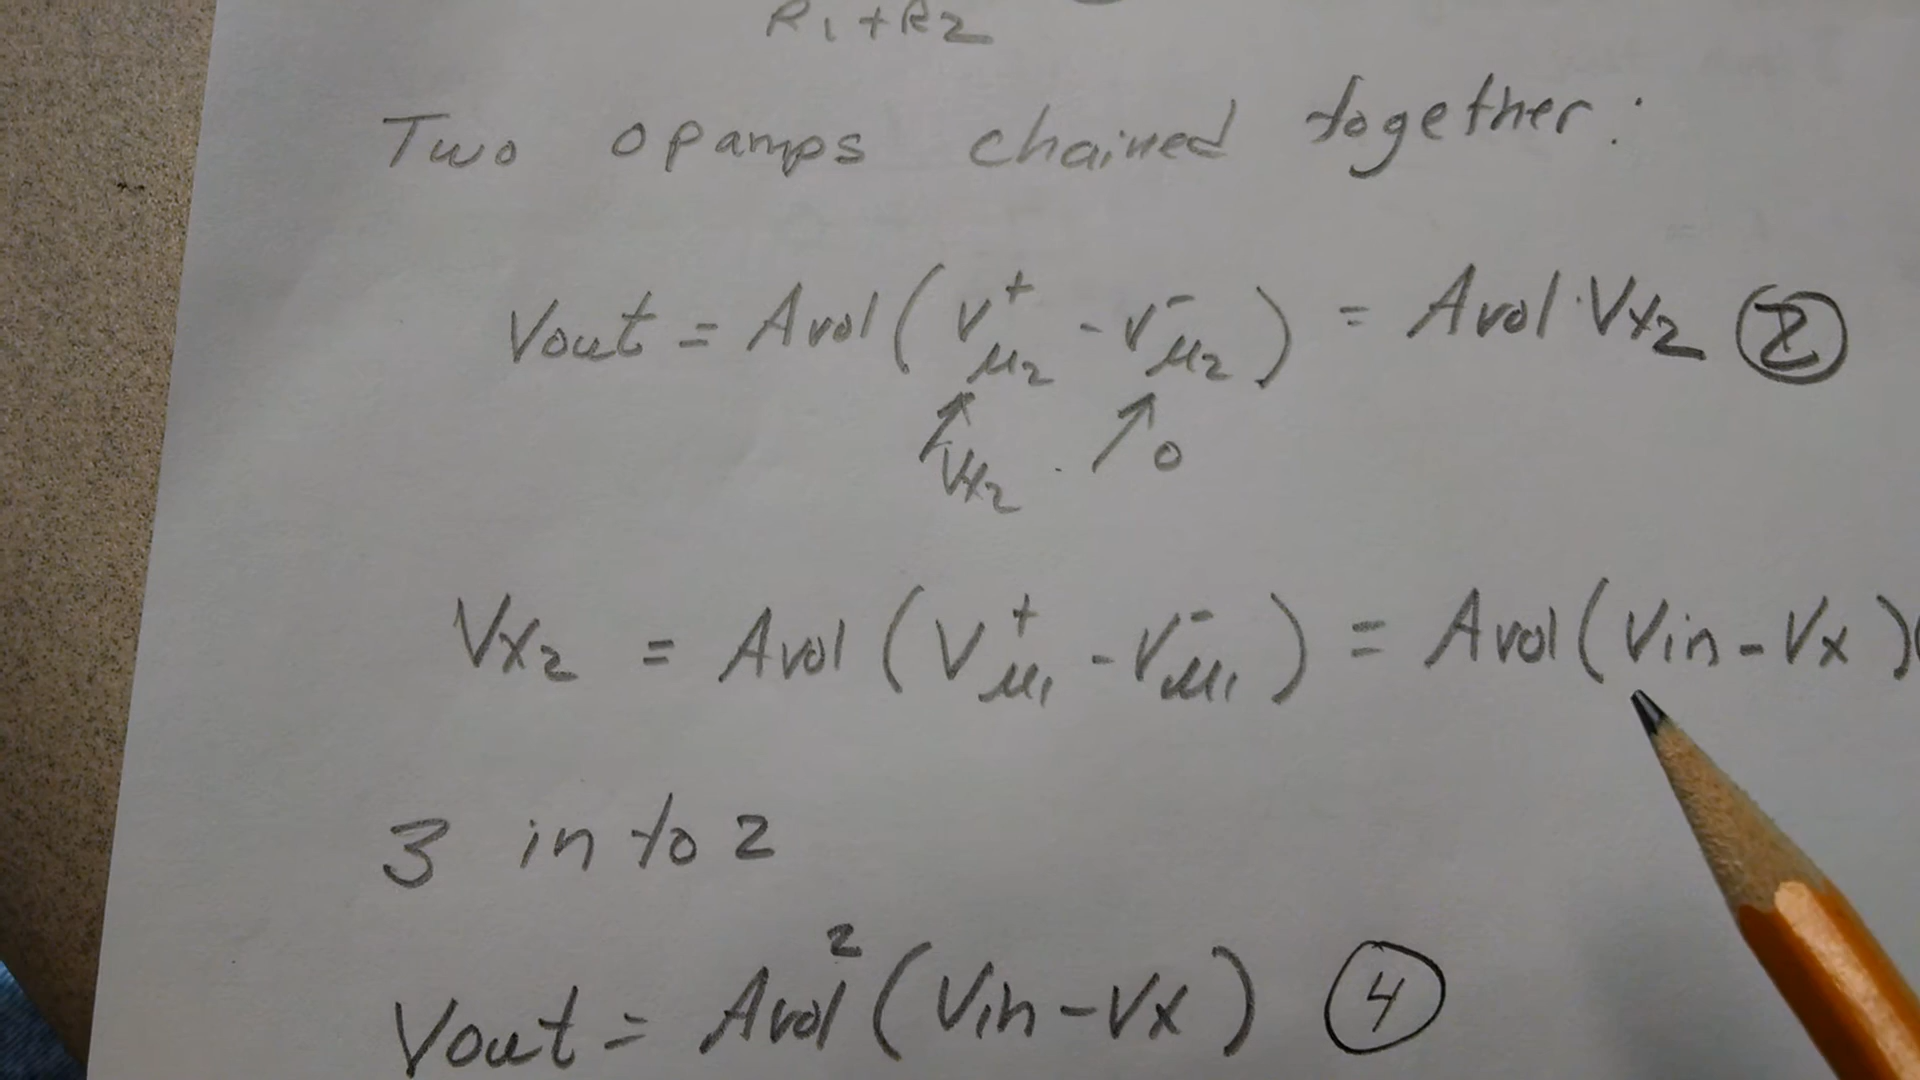 R1+R2
Two opamps chained together:
Vout = Avol(V⁺μ2 - V⁻μ2) = Avol·Vx2 ②
Vx2 0
Vx2 = Avol(V⁺μ1 - V⁻μ1) = Avol(Vin-Vx)
3 into 2
Vout = Avol²(Vin-Vx) ④